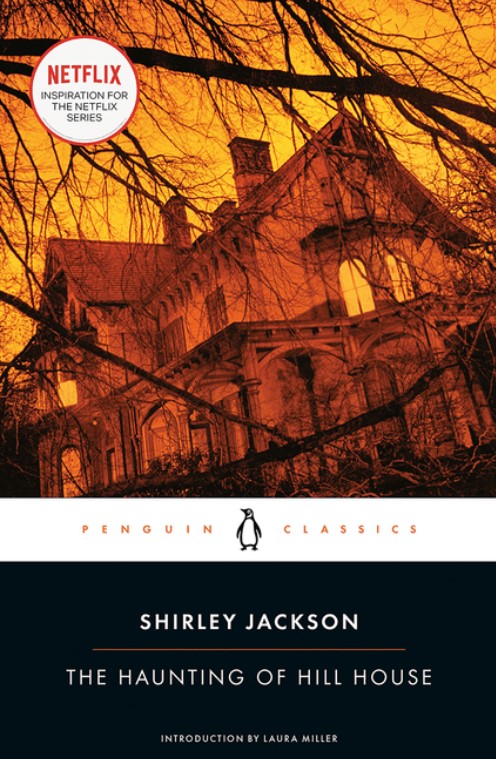 NETFLIX
INSPIRATION FOR
THE NETFLIX
SERIES
PENGUIN CLASSICS
SHIRLEY JACKSON
THE HAUNTING OF HILL HOUSE
INTRODUCTION BY LAURA MILLER